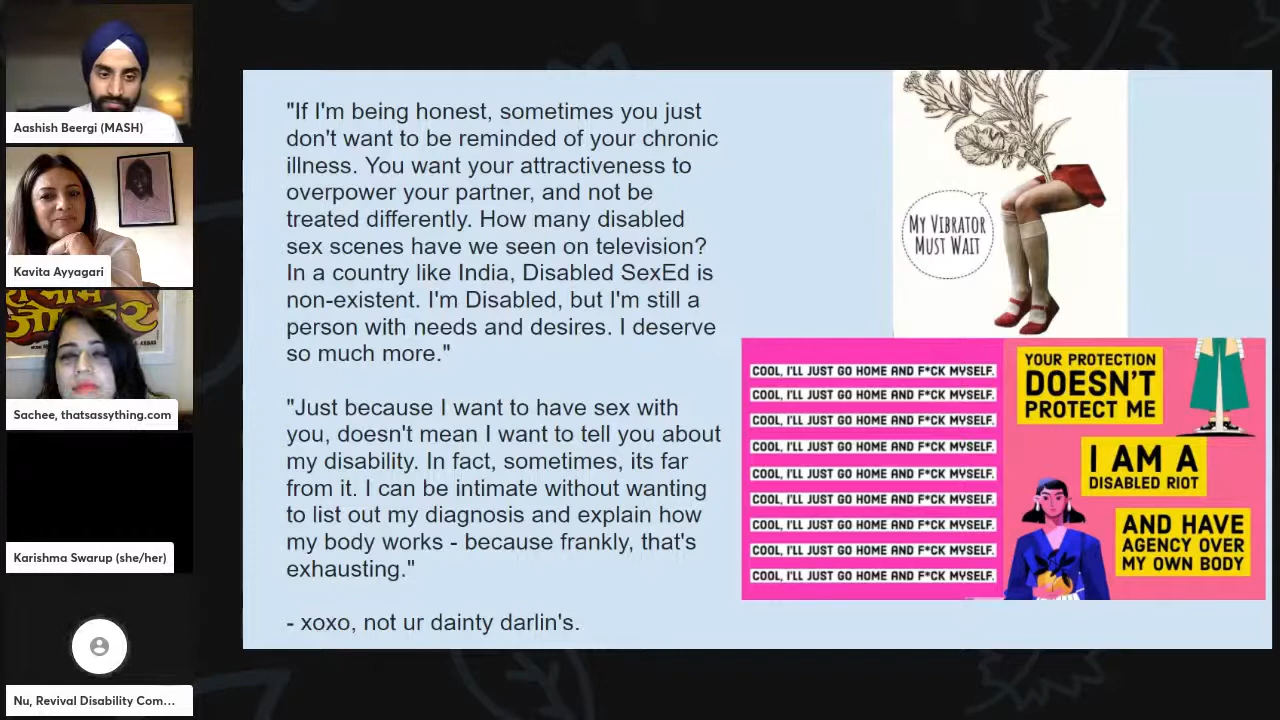 Aashish Beergi (MASH)
Kavita Ayyagari
Sachee, thatsassything.com
Karishma Swarup (she/her)
Nu, Revival Disability Com...
"If I'm being honest, sometimes you just
don't want to be reminded of your chronic
illness. You want your attractiveness to
overpower your partner, and not be
treated differently. How many disabled
sex scenes have we seen on television?
In a country like India, Disabled SexEd is
non-existent. I'm Disabled, but I'm still a
person with needs and desires. I deserve
so much more."
"Just because I want to have sex with
you, doesn't mean I want to tell you about
my disability. In fact, sometimes, its far
from it. I can be intimate without wanting
to list out my diagnosis and explain how
my body works - because frankly, that's
exhausting."
- xoxo, not ur dainty darlin's.
MY VIBRATOR
MUST WAIT
COOL, I'LL JUST GO HOME AND F*CK MYSELF.
COOL, I'LL JUST GO HOME AND F*CK MYSELF.
COOL, I'LL JUST GO HOME AND F*CK MYSELF.
COOL, I'LL JUST GO HOME AND F*CK MYSELF.
COOL, I'LL JUST GO HOME AND F*CK MYSELF.
COOL, I'LL JUST GO HOME AND F*CK MYSELF.
COOL, I'LL JUST GO HOME AND F*CK MYSELF.
COOL, I'LL JUST GO HOME AND F*CK MYSELF.
COOL, I'LL JUST GO HOME AND F*CK MYSELF.
YOUR PROTECTION
DOESN'T
PROTECT ME
I AM A
DISABLED RIOT
AND HAVE
AGENCY OVER
MY OWN BODY